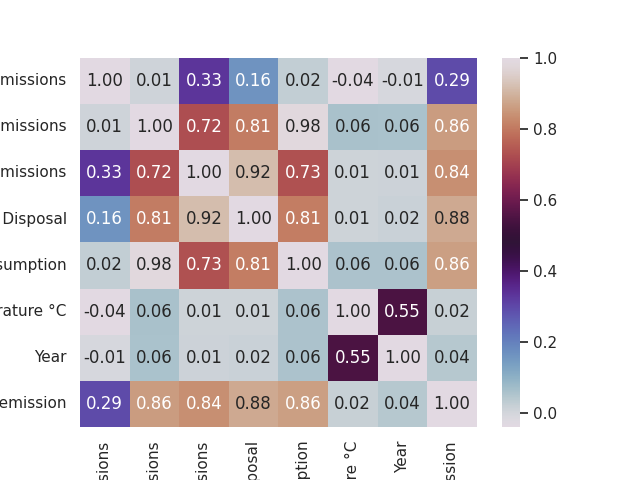 missions 1.00 0.01 0.33 0.16 0.02 -0.04 -0.01 0.29
missions 0.01 1.00 0.72 0.81 0.98 0.06 0.06 0.86
missions 0.33 0.72 1.00 0.92 0.73 0.01 0.01 0.84
Disposal 0.16 0.81 0.92 1.00 0.81 0.01 0.02 0.88
sumption 0.02 0.98 0.73 0.81 1.00 0.06 0.06 0.86
rature °C -0.04 0.06 0.01 0.01 0.06 1.00 0.55 0.02
Year -0.01 0.06 0.01 0.02 0.06 0.55 1.00 0.04
emission 0.29 0.86 0.84 0.88 0.86 0.02 0.04 1.00
sions
sions
sions
posal
ption
re °C
Year
ssion
1.0
0.8
0.6
0.4
0.2
0.0